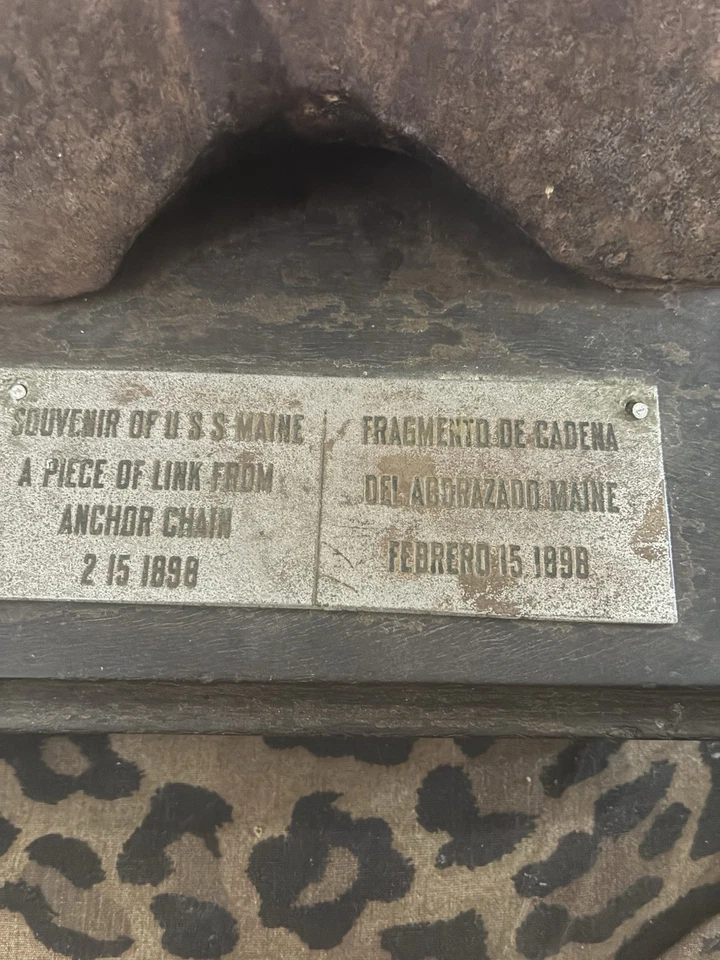 SOUVENIR OF U S S MAINE
A PIECE OF LINK FROM
ANCHOR CHAIN
2 15 1898
FRAGMENTO DE CADENA
DEL ABORAZADO MAINE
FEBRERO 15 1898